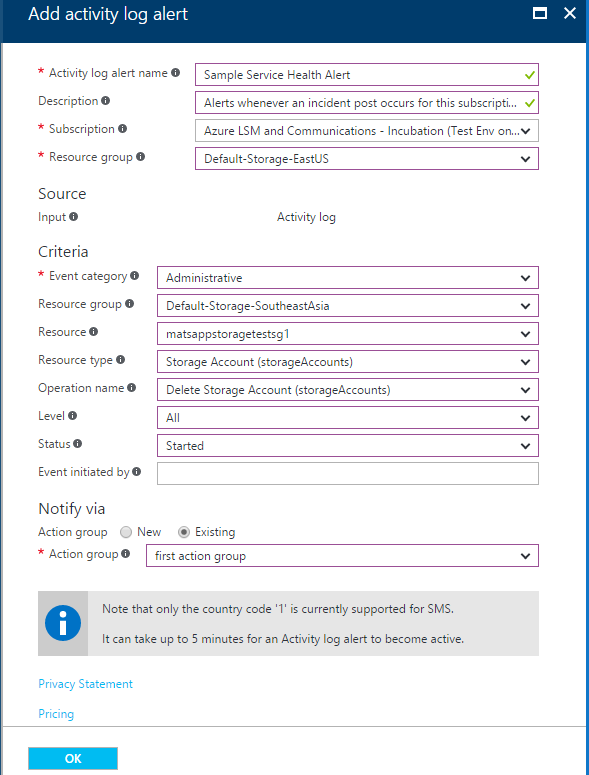 Add activity log alert
* Activity log alert name Sample Service Health Alert
Description Alerts whenever an incident post occurs for this subscripti...
* Subscription Azure LSM and Communications - Incubation (Test Env on...
* Resource group Default-Storage-EastUS
Source
Input Activity log
Criteria
* Event category Administrative
Resource group Default-Storage-SoutheastAsia
Resource matsappstoragetestsg1
Resource type Storage Account (storageAccounts)
Operation name Delete Storage Account (storageAccounts)
Level All
Status Started
Event initiated by
Notify via
Action group New Existing
* Action group first action group
Note that only the country code '1' is currently supported for SMS.
It can take up to 5 minutes for an Activity log alert to become active.
Privacy Statement
Pricing
OK